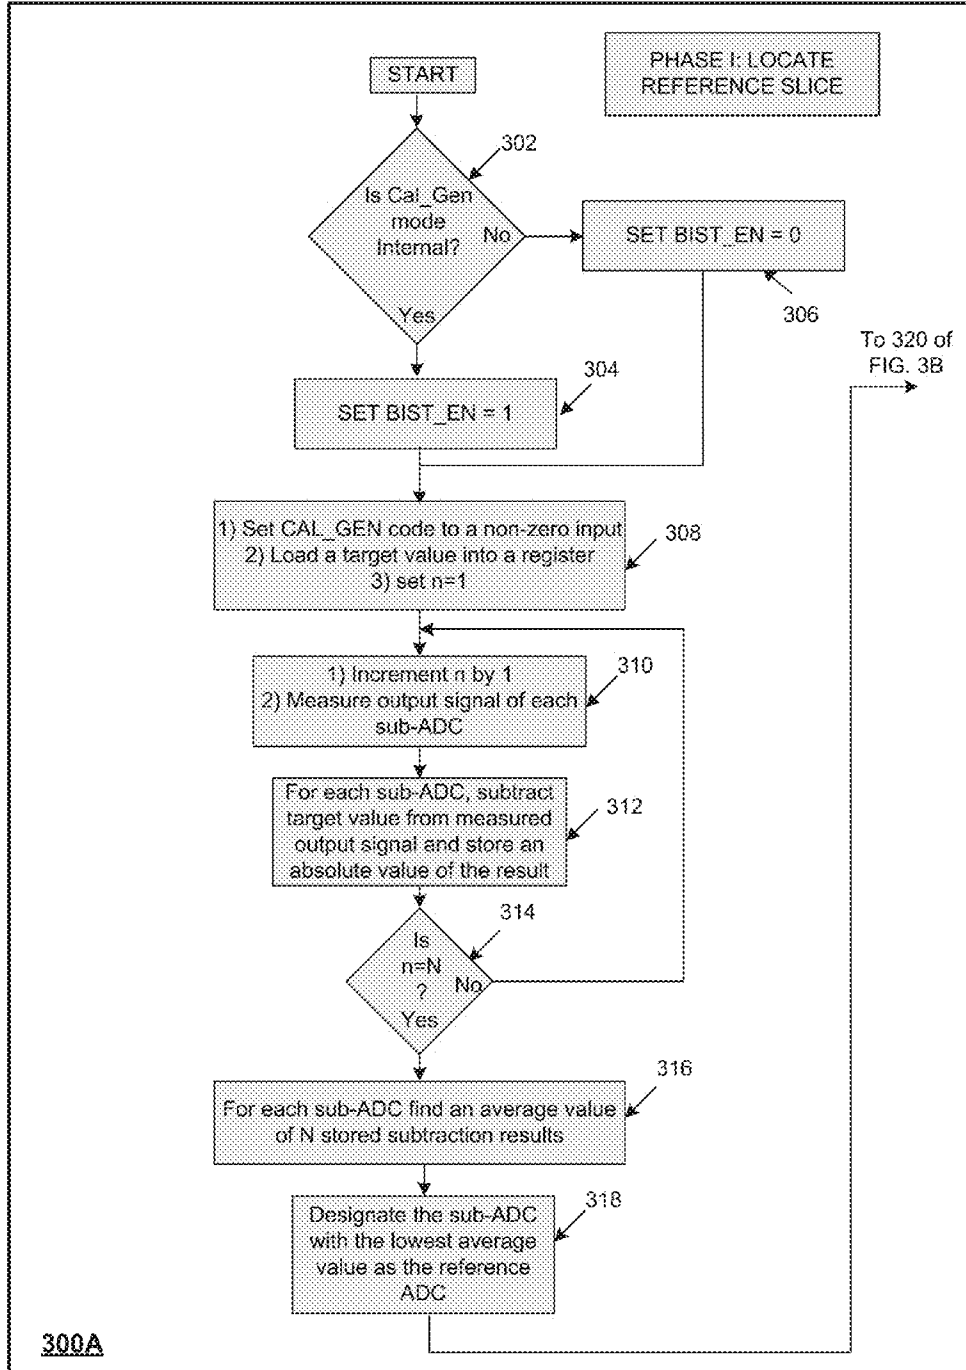 PHASE I: LOCATE
REFERENCE SLICE
START
302
Is Cal_Gen
mode
Internal?
No
Yes
SET BIST_EN = 0
306
To 320 of
FIG. 3B
304
SET BIST_EN = 1
1) Set CAL_GEN code to a non-zero input
2) Load a target value into a register
3) set n=1
308
1) Increment n by 1
2) Measure output signal of each
sub-ADC
310
For each sub-ADC, subtract
target value from measured
output signal and store an
absolute value of the result
312
314
Is
n=N
?
No
Yes
316
For each sub-ADC find an average value
of N stored subtraction results
318
Designate the sub-ADC
with the lowest average
value as the reference
ADC
300A